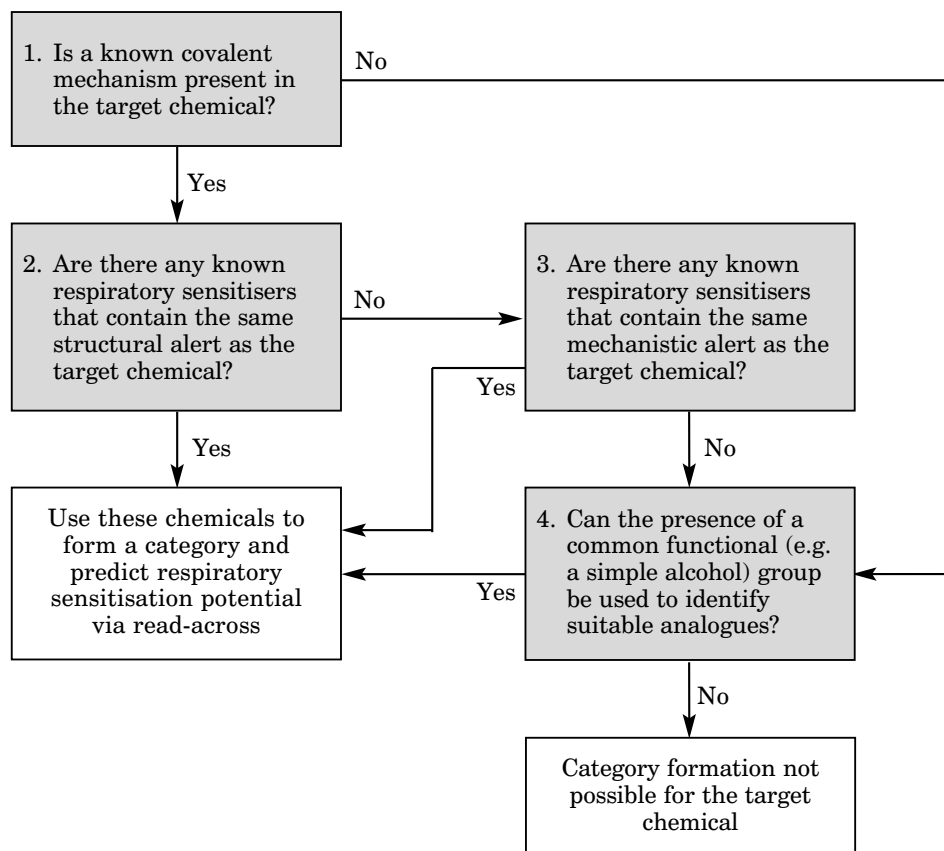 1. Is a known covalent
mechanism present in
the target chemical?
No
Yes
2. Are there any known
respiratory sensitisers
that contain the same
structural alert as the
target chemical?
No
3. Are there any known
respiratory sensitisers
that contain the same
mechanistic alert as the
target chemical?
Yes
Yes
No
Use these chemicals to
form a category and
predict respiratory
sensitisation potential
via read-across
Yes
4. Can the presence of a
common functional (e.g.
a simple alcohol) group
be used to identify
suitable analogues?
No
Category formation not
possible for the target
chemical